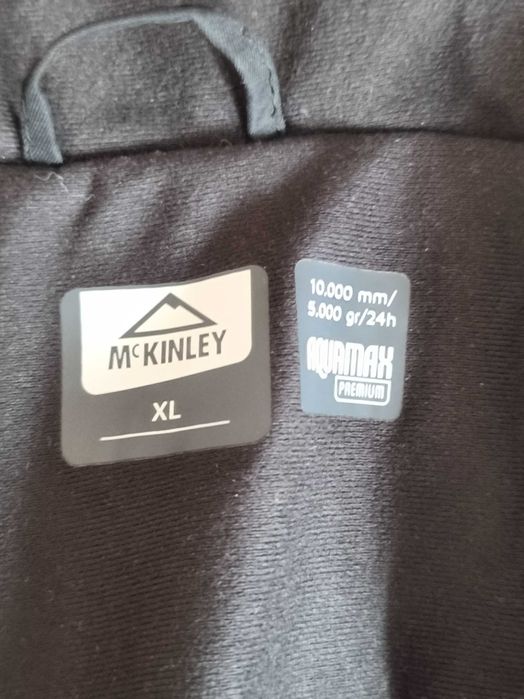 McKINLEY
XL
10.000 mm/
5.000 gr/24h
AQUAMAX
PREMIUM